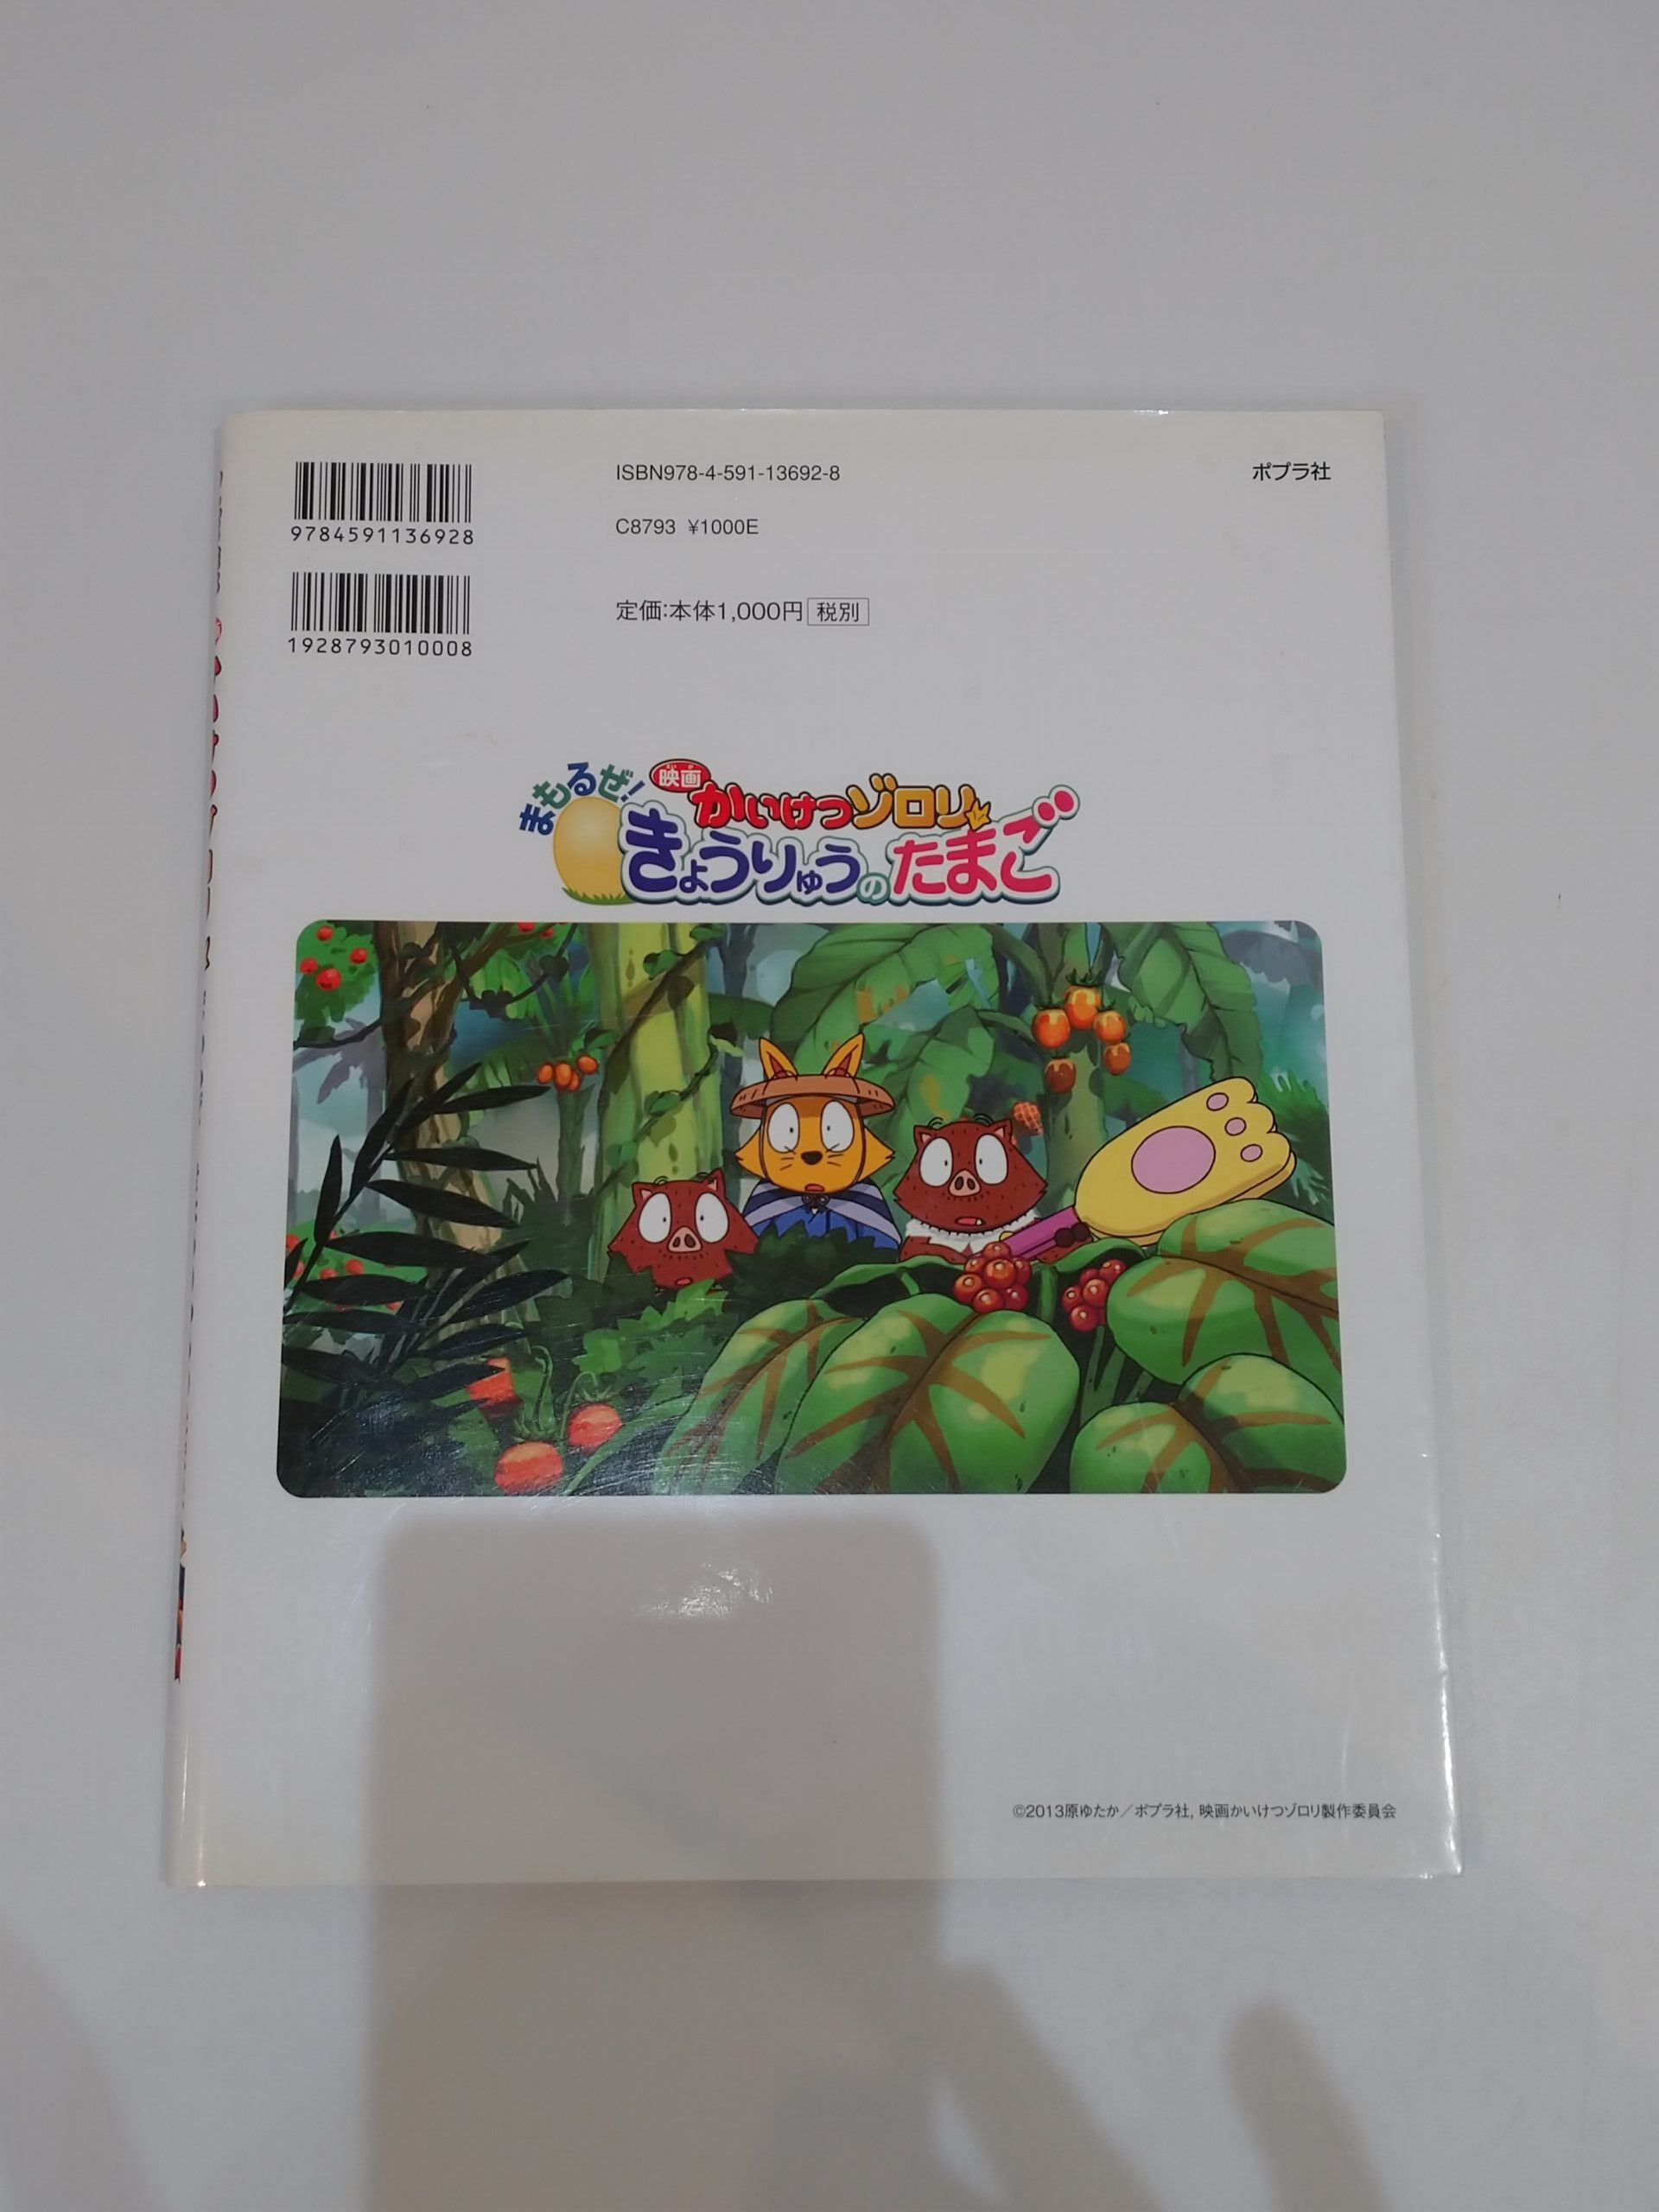 9784591136928
1928793010008
ISBN978-4-591-13692-8
C8793 ¥1000E
定価:本体1,000円 税別
ポプラ社
まもるぜ!
映画 かいけつゾロリ
きょうりゅうのたまご
©2013原ゆたか/ポプラ社, 映画かいけつゾロリ製作委員会